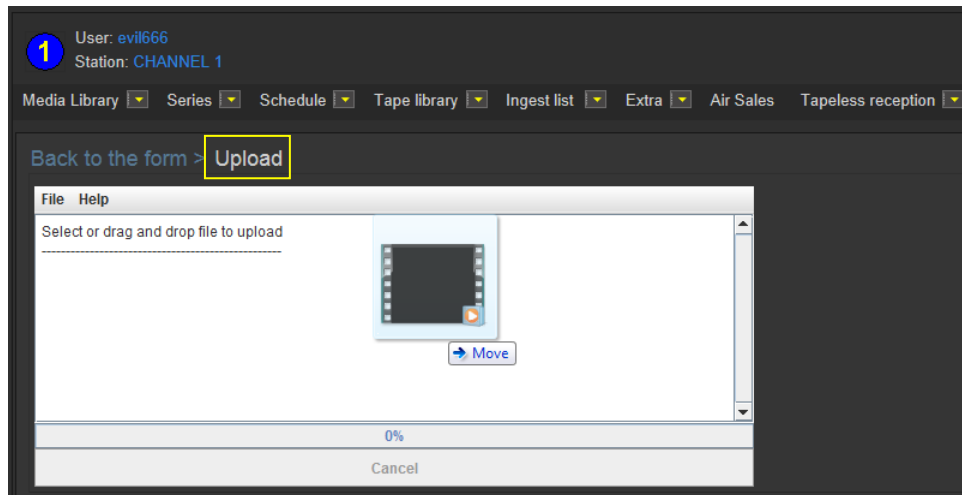 1
User: evil666
Station: CHANNEL 1
Media Library Series Schedule Tape library Ingest list Extra Air Sales Tapeless reception
Back to the form > Upload
File Help
Select or drag and drop file to upload
------------------------------------------------------------
Move
0%
Cancel